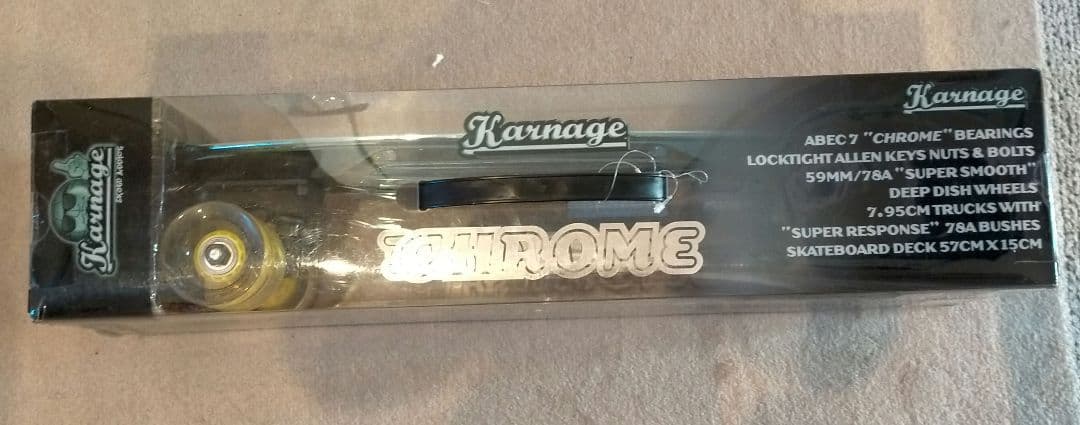 Karnage
Karnage
CHROME
Karnage
ABEC 7 "CHROME" BEARINGS
LOCKTIGHT ALLEN KEYS NUTS & BOLTS
59MM/78A "SUPER SMOOTH"
DEEP DISH WHEELS
7.95CM TRUCKS WITH
"SUPER RESPONSE" 78A BUSHES
SKATEBOARD DECK 57CM X 15CM